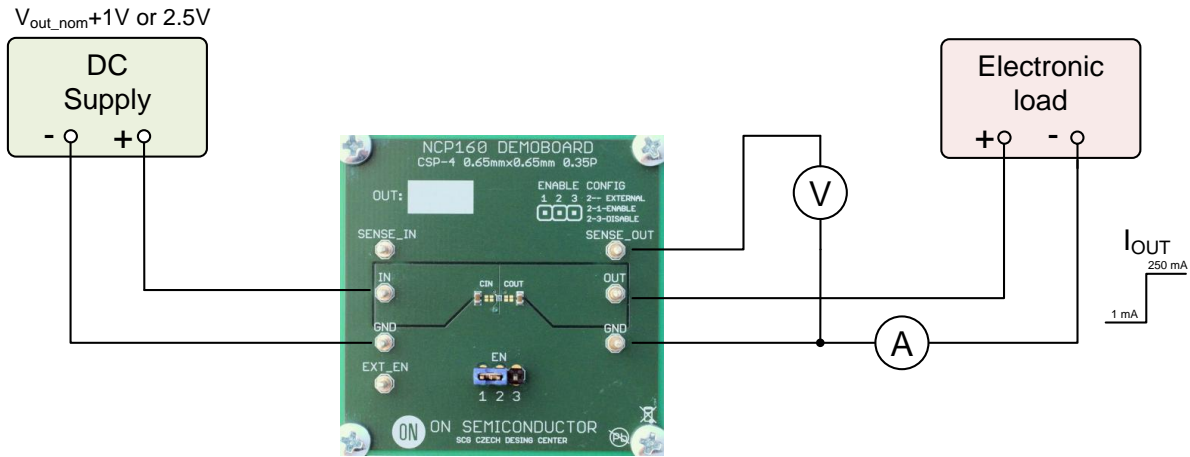 Vout_nom+1V or 2.5V
DC
Supply
- +
Electronic
load
+ -
NCP160 DEMOBOARD
CSP-4 0.65mmx0.65mm 0.35P
OUT:
ENABLE CONFIG
1 2 3 2-- EXTERNAL
2-1-ENABLE
2-3-DISABLE
SENSE_IN
SENSE_OUT
V
IN
CIN
COUT
OUT
IOUT
250 mA
1 mA
GND
GND
A
EXT_EN
EN
1 2 3
ON
ON SEMICONDUCTOR
SCG CZECH DESING CENTER
Pb